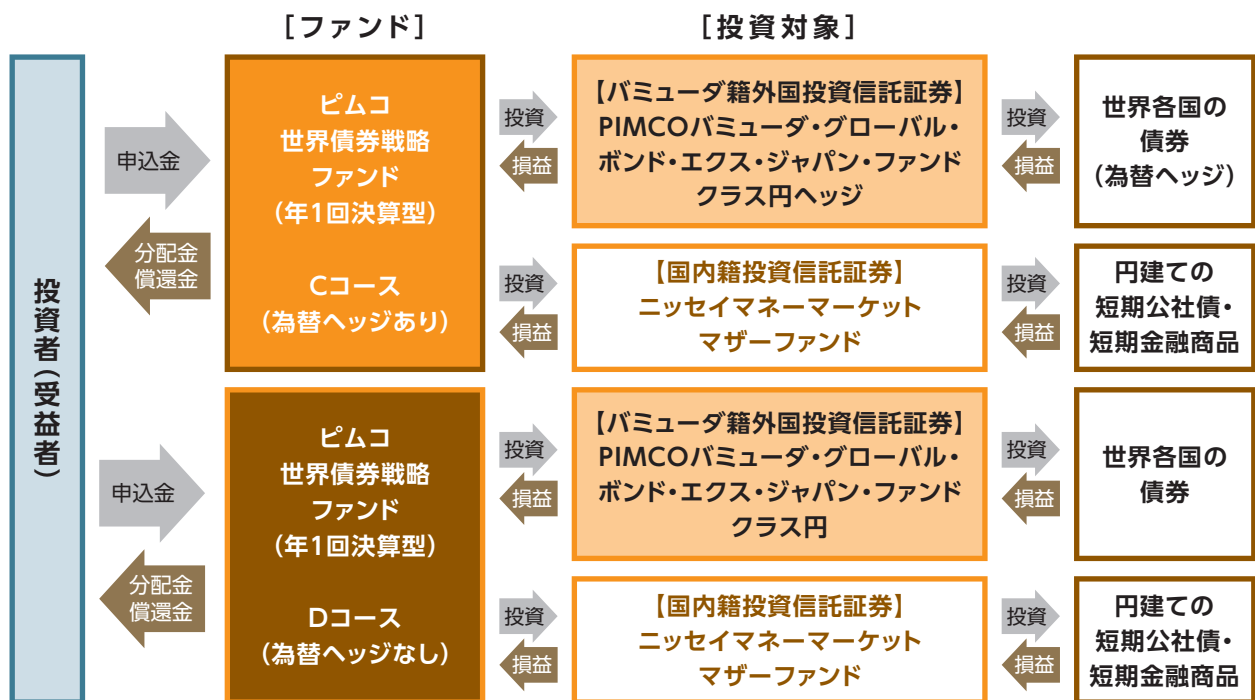 ［ファンド］
［投資対象］
投資者（受益者）
申込金
分配金
償還金
ピムコ
世界債券戦略
ファンド
（年1回決算型）
Cコース
（為替ヘッジあり）
投資
損益
【バミューダ籍外国投資信託証券】
PIMCOバミューダ・グローバル・
ボンド・エクス・ジャパン・ファンド
クラス円ヘッジ
投資
損益
世界各国の
債券
（為替ヘッジ）
投資
損益
【国内籍投資信託証券】
ニッセイマネーマーケット
マザーファンド
投資
損益
円建ての
短期公社債・
短期金融商品
申込金
分配金
償還金
ピムコ
世界債券戦略
ファンド
（年1回決算型）
Dコース
（為替ヘッジなし）
投資
損益
【バミューダ籍外国投資信託証券】
PIMCOバミューダ・グローバル・
ボンド・エクス・ジャパン・ファンド
クラス円
投資
損益
世界各国の
債券
投資
損益
【国内籍投資信託証券】
ニッセイマネーマーケット
マザーファンド
投資
損益
円建ての
短期公社債・
短期金融商品